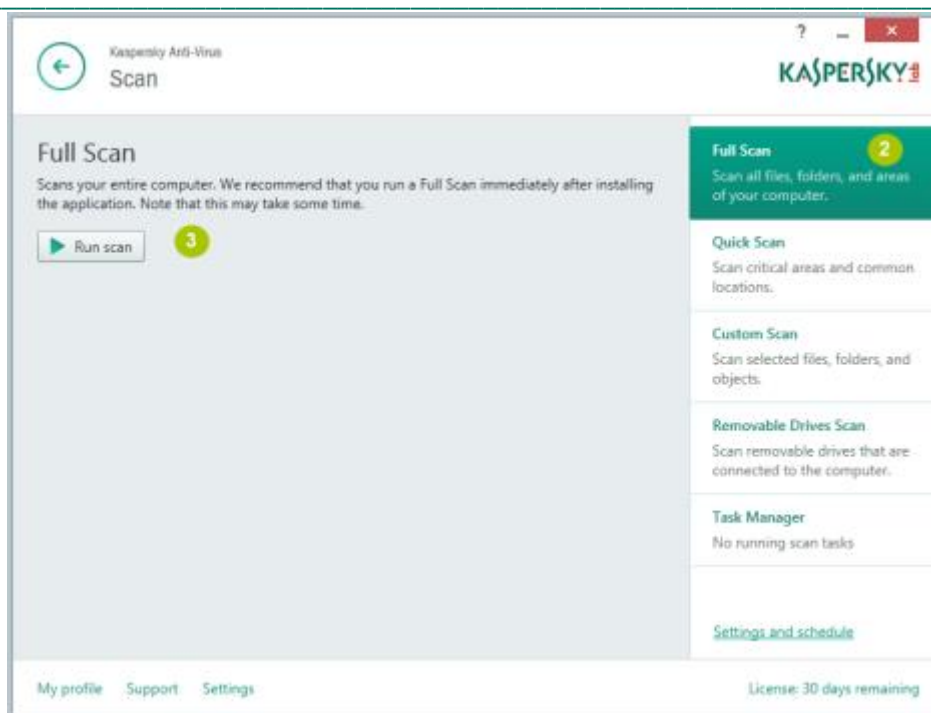 ? _ x
Kaspersky Anti-Virus
Scan
KASPERSKY lab
Full Scan
Scans your entire computer. We recommend that you run a Full Scan immediately after installing
the application. Note that this may take some time.
Run scan
3
Full Scan
2
Scan all files, folders, and areas
of your computer.
Quick Scan
Scan critical areas and common
locations.
Custom Scan
Scan selected files, folders, and
objects.
Removable Drives Scan
Scan removable drives that are
connected to the computer.
Task Manager
No running scan tasks
Settings and schedule
My profile Support Settings
License: 30 days remaining